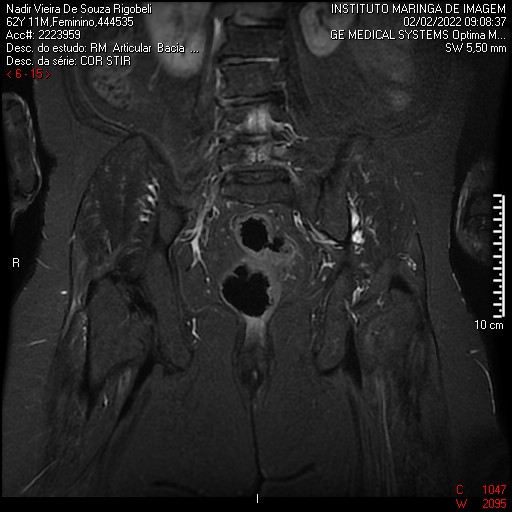 Nadir Vieira De Souza Rigobeli
62Y 11M,Feminino,444535
Acc#: 2223959
Desc. do estudo: RM Articular Bacia ...
Desc. da série: COR STIR
< 6 - 15 >
INSTITUTO MARINGA DE IMAGEM
02/02/2022 09:08:37
GE MEDICAL SYSTEMS Optima M...
SW 5,50 mm
R
10 cm
C 1047
W 2095